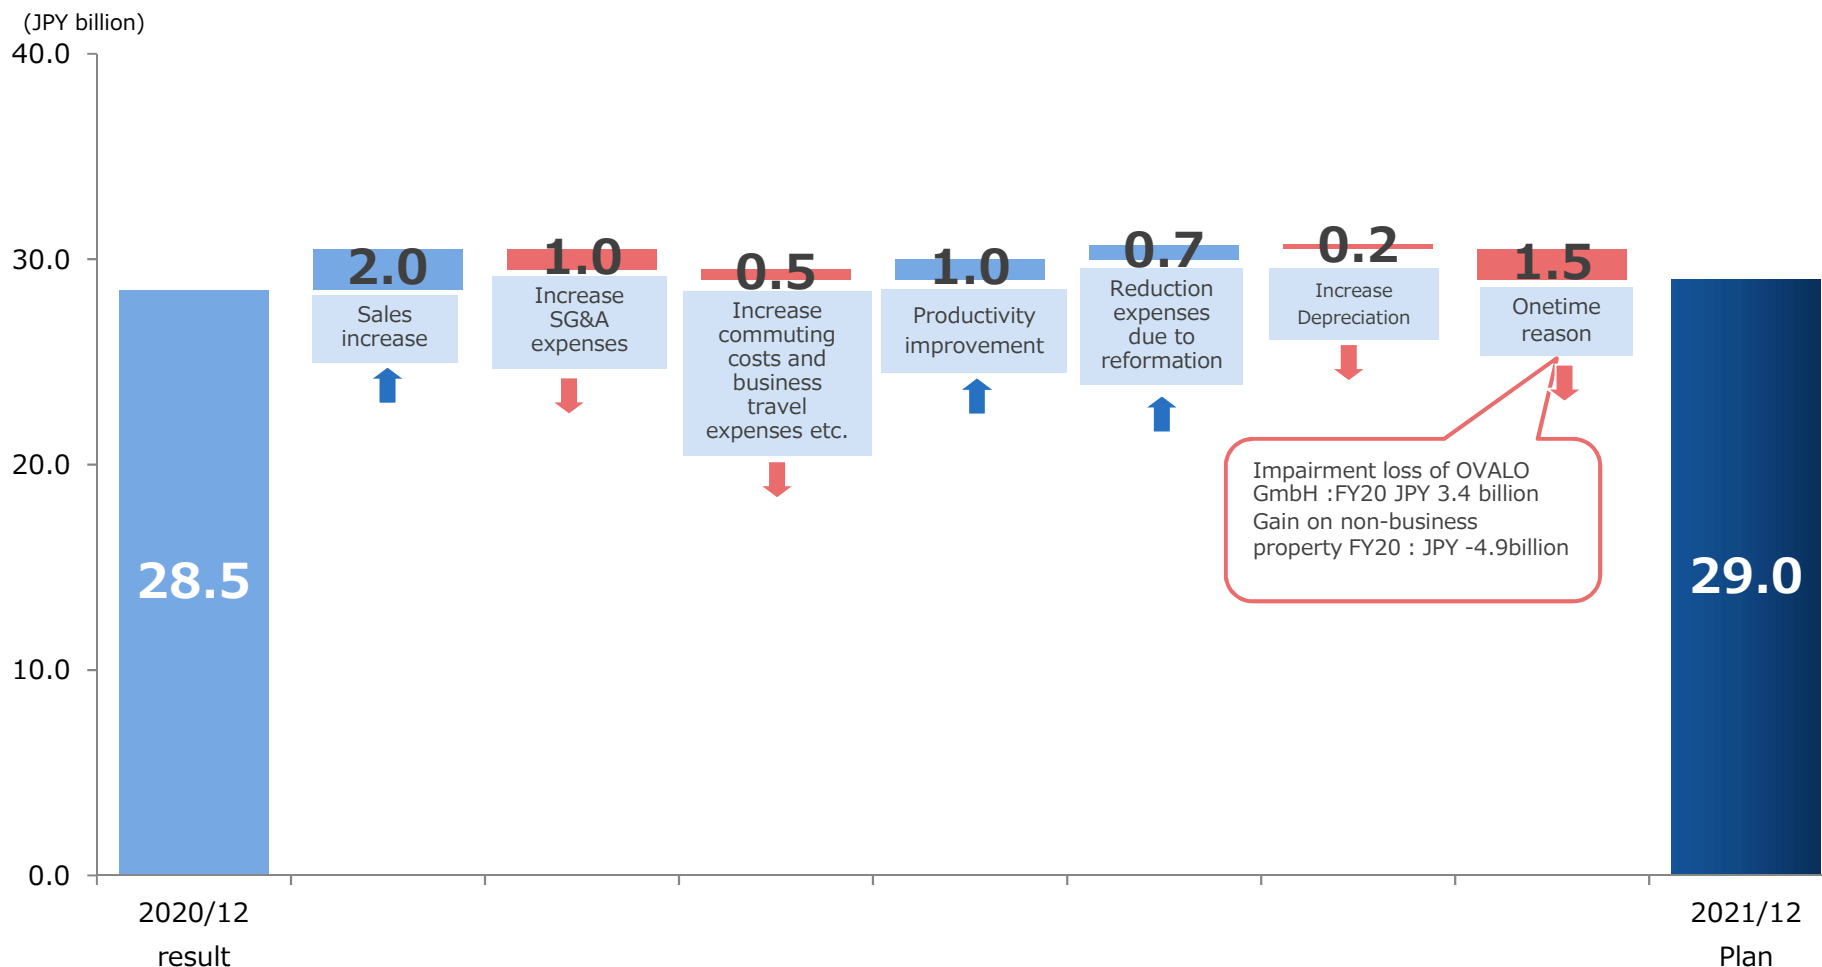 (JPY billion)
40.0
30.0
20.0
10.0
0.0
28.5
2.0
Sales
increase
1.0
Increase
SG&A
expenses
0.5
Increase
commuting
costs and
business
travel
expenses etc.
1.0
Productivity
improvement
0.7
Reduction
expenses
due to
reformation
0.2
Increase
Depreciation
1.5
Onetime
reason
Impairment loss of OVALO
GmbH :FY20 JPY 3.4 billion
Gain on non-business
property FY20 : JPY -4.9billion
29.0
2020/12
result
2021/12
Plan